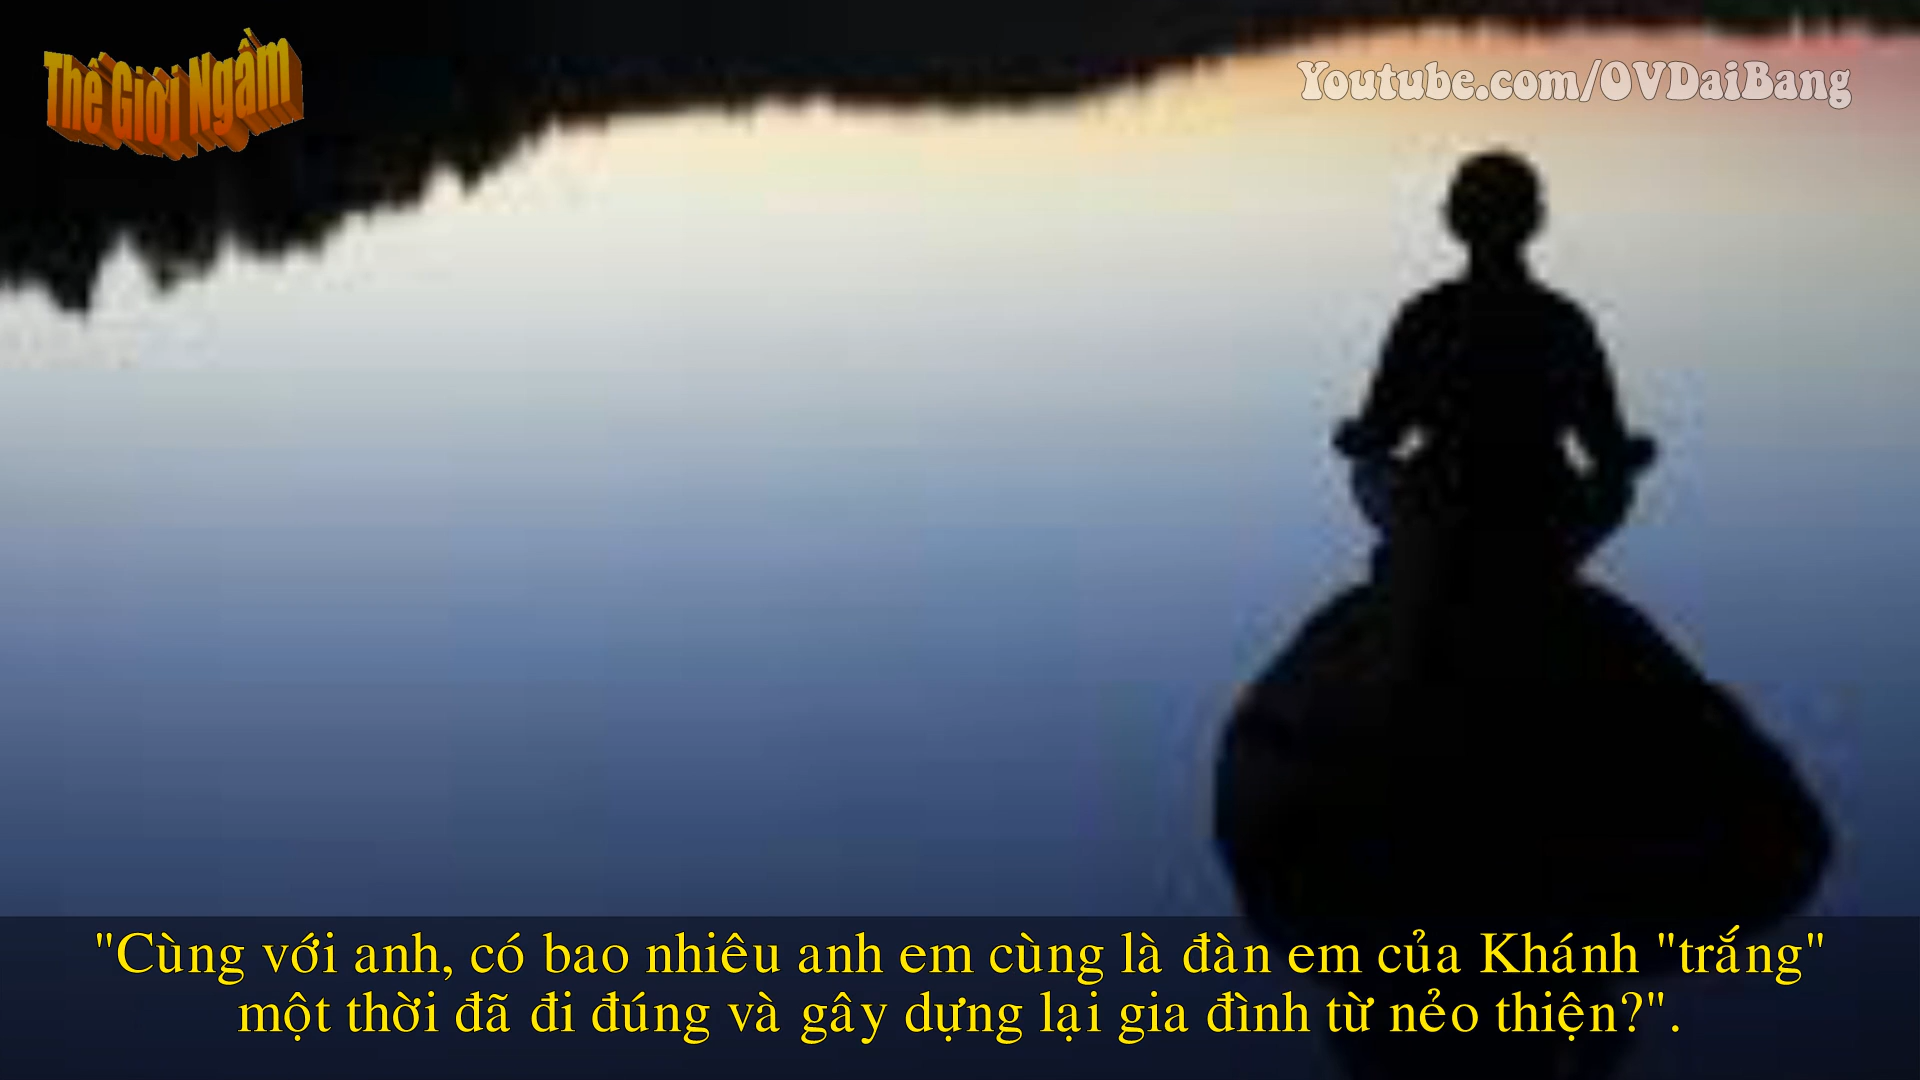 Thế Giới Ngầm
Youtube.com/OVDaiBang
"Cùng với anh, có bao nhiêu anh em cùng là đàn em của Khánh "trắng"
một thời đã đi đúng và gây dựng lại gia đình từ nẻo thiện?".